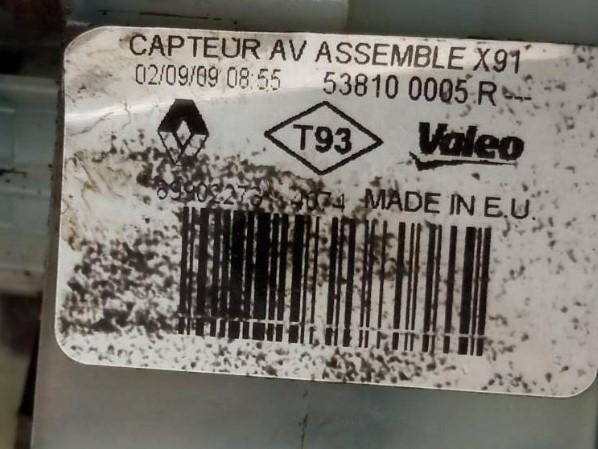 CAPTEUR AV ASSEMBLE X91
02/09/09 08:55 53810 0005 R ---
T93 Valeo
MADE IN E.U.